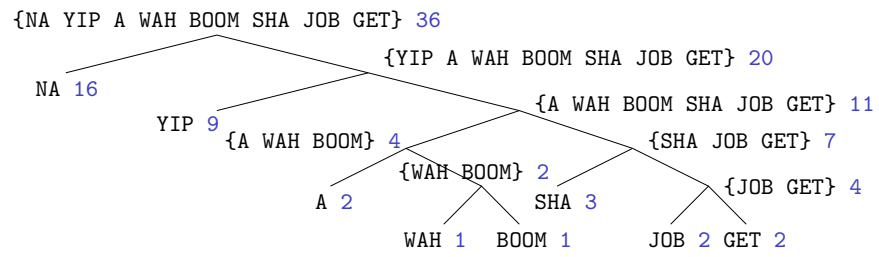 {NA YIP A WAH BOOM SHA JOB GET} 36
{YIP A WAH BOOM SHA JOB GET} 20
NA 16
{A WAH BOOM SHA JOB GET} 11
YIP 9
{A WAH BOOM} 4
{SHA JOB GET} 7
{WAH BOOM} 2
{JOB GET} 4
A 2
SHA 3
WAH 1
BOOM 1
JOB 2
GET 2